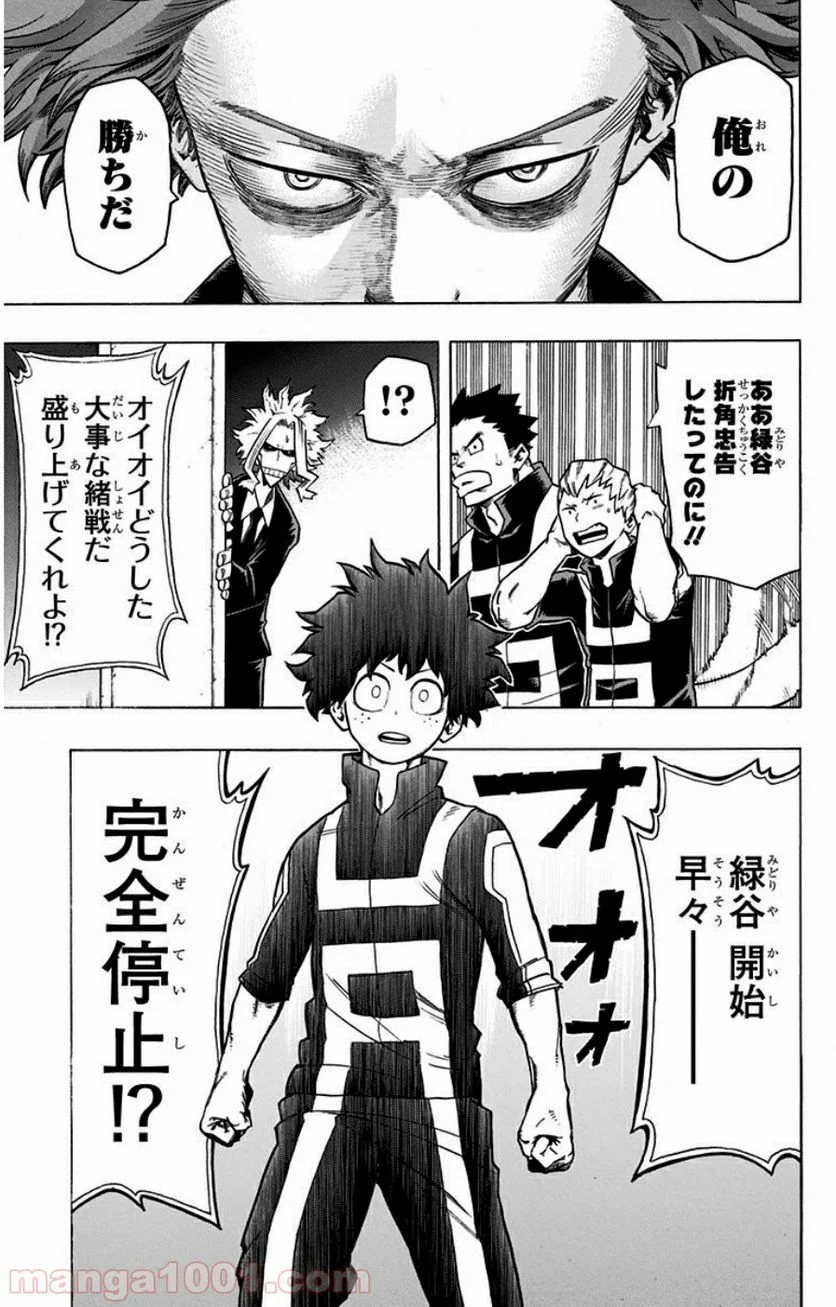 俺の
勝ちだ
ああ緑谷
折角忠告
したってのに!!
!?
オイオイどうした
大事な緒戦だ
盛り上げてくれよ!?
緑谷 開始
早々――
オオオ
完全停止!?
manga1001.com